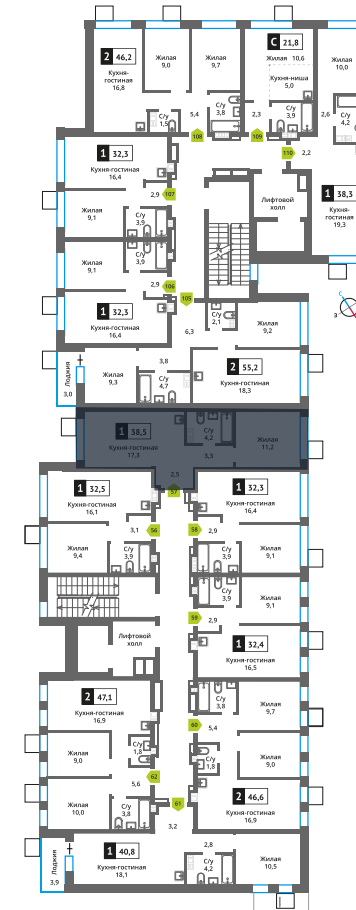 2 46,2
Кухня-
гостиная
16,8
Жилая
9,0
Жилая
9,7
С 21,8
Жилая 10,6
Кухня-ниша
5,0
Жилая
10,0
С/у
1,5
5,4
С/у
3,8
2,3
С/у
3,9
2,6
С/у
4,2
108
109
110
2,2
1 32,3
Кухня-гостиная
16,4
2,9
107
Жилая
9,1
С/у
3,9
Лифтовой
холл
1 38,3
Кухня-
гостиная
19,3
Жилая
9,1
С/у
3,9
2,9
106
105
1 32,3
Кухня-гостиная
16,4
С
В
6,3
С/у
2,1
Жилая
9,2
Лоджия
3,0
Жилая
9,3
3,8
С/у
4,7
2 55,2
Кухня-гостиная
18,3
1 38,5
Кухня-гостиная
17,3
С/у
4,2
3,3
Жилая
11,2
2,5
57
1 32,5
Кухня-гостиная
16,1
1 32,3
Кухня-гостиная
16,4
3,1
56
58
2,9
Жилая
9,4
С/у
3,9
С/у
3,9
Жилая
9,1
С/у
3,9
Жилая
9,1
59
2,9
Лифтовой
холл
1 32,4
Кухня-гостиная
16,5
2 47,1
Кухня-гостиная
16,9
С/у
3,8
Жилая
9,7
60
5,4
Жилая
9,0
С/у
1,8
С/у
1,8
Жилая
9,0
62
5,6
Жилая
10,0
С/у
3,8
61
2 46,6
Кухня-гостиная
16,9
3,2
Лоджия
3,9
1 40,8
Кухня-гостиная
18,1
2,8
С/у
4,2
Жилая
10,5